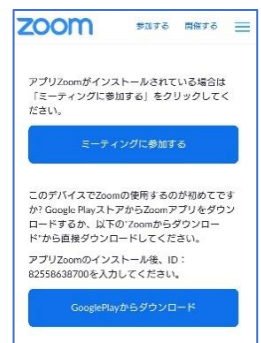 zoom 参加する 開催する
アプリZoomがインストールされている場合は
「ミーティングに参加する」をクリックしてく
ださい。
ミーティングに参加する
このデバイスでZoomの使用するのが初めてです
か? Google PlayストアからZoomアプリをダウン
ロードするか、以下の"Zoomからダウンロー
ド"から直接ダウンロードしてください。
アプリZoomのインストール後、ID：
82558638700を入力してください。
GooglePlayからダウンロード